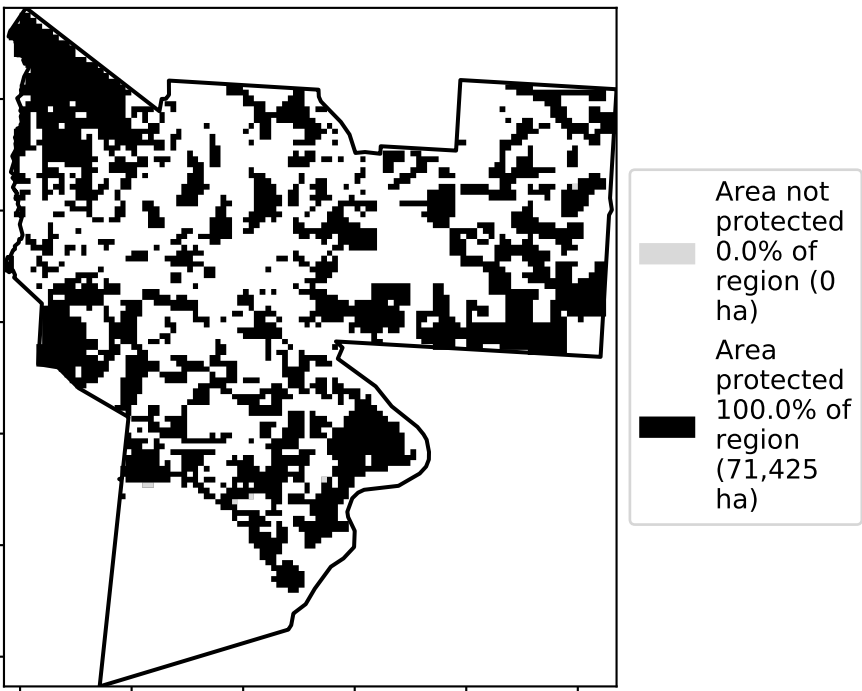 Area not
protected
0.0% of
region (0
ha)
Area
protected
100.0% of
region
(71,425
ha)